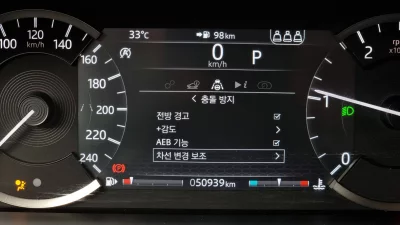 33°C 98km
100 120 140
km/h
0 P
160
180
200
220
240
충돌 방지
전방 경고
+감도
AEB 기능
차선 변경 보조
050939km
2
1
0